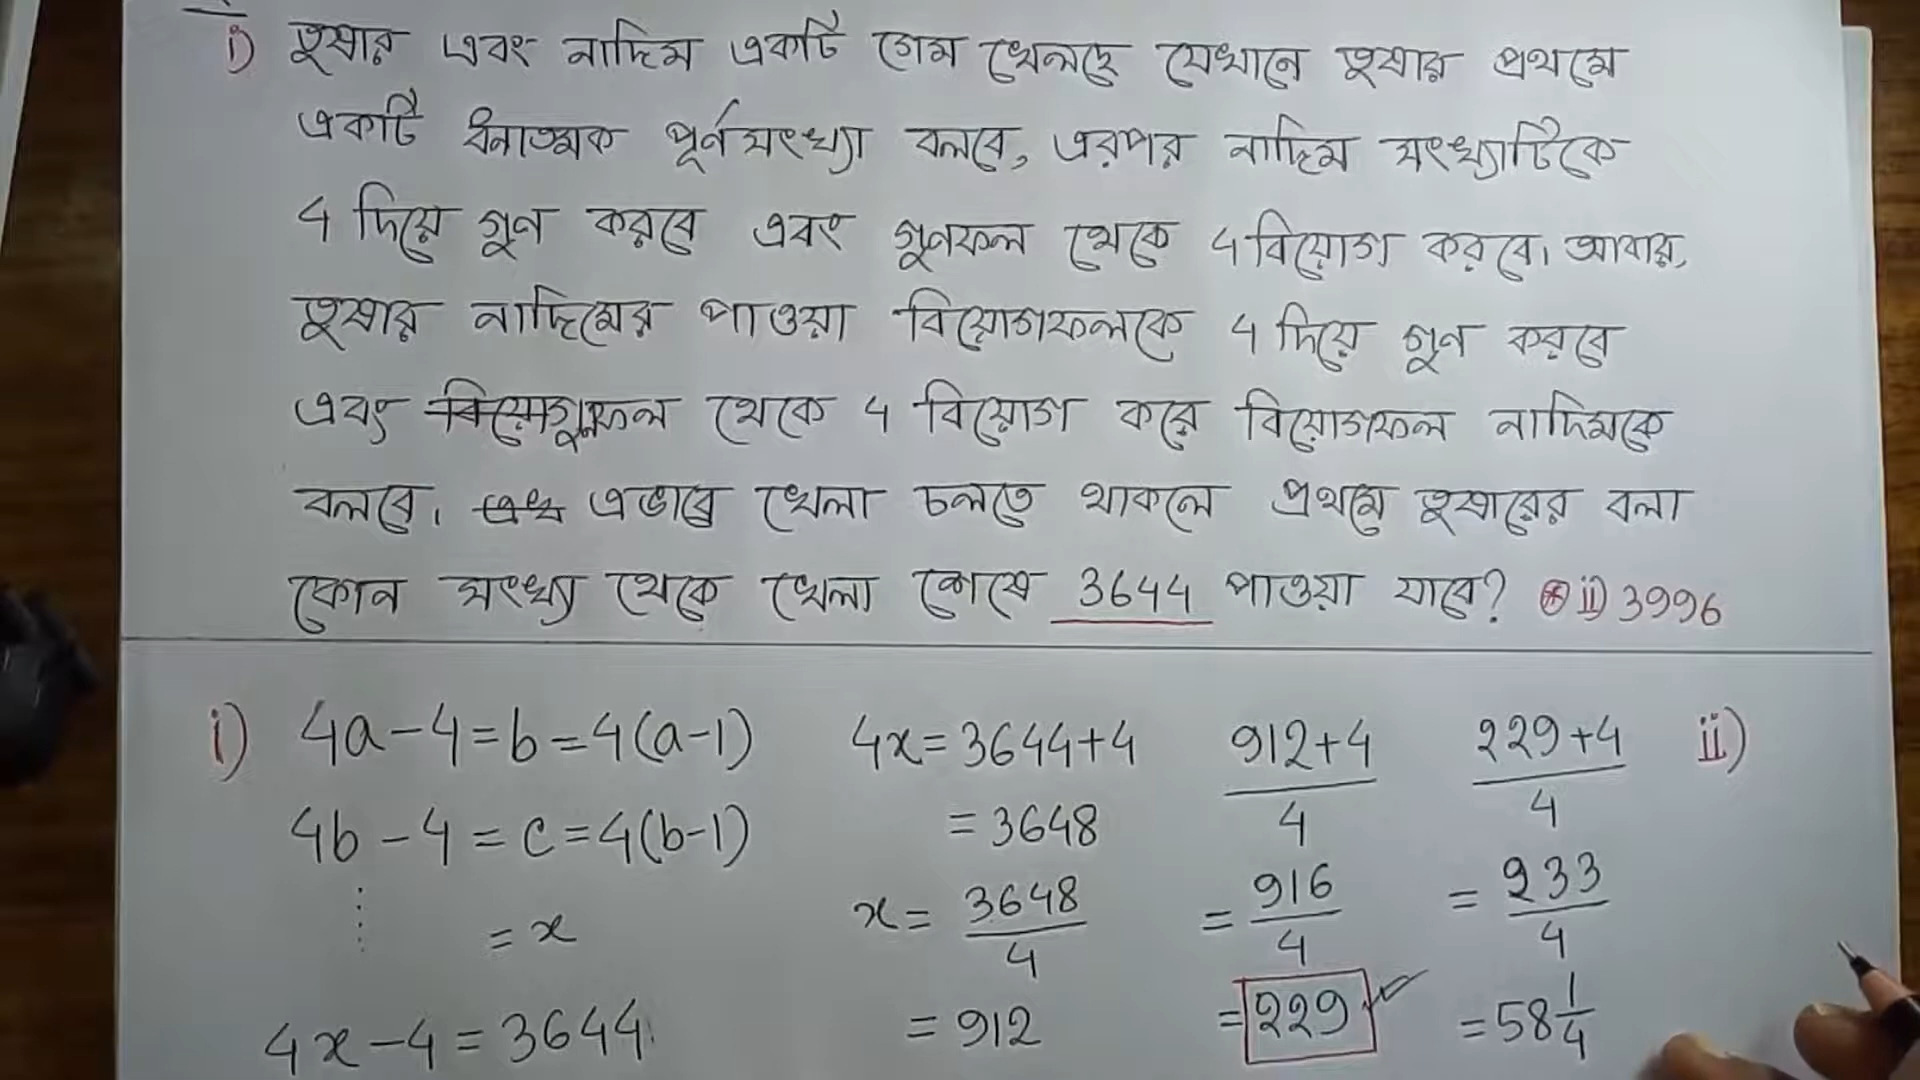 i) তুষার এবং নাদিম একটি গেম খেলছে যেখানে তুষার প্রথমে
একটি ধনাত্মক পূর্নসংখ্যা বলবে, এরপর নাদিম সংখ্যাটিকে
4 দিয়ে গুন করবে এবং গুনফল থেকে 4 বিয়োগ করবে। আবার,
তুষার নাদিমের পাওয়া বিয়োগফলকে 4 দিয়ে গুন করবে
এবং গুনফল থেকে 4 বিয়োগ করে বিয়োগফল নাদিমকে
বলবে। এভাবে খেলা চলতে থাকলে প্রথমে তুষারের বলা
কোন সংখ্যা থেকে খেলা শেষে 3644 পাওয়া যাবে? * ii) 3996
i) 4a-4=b=4(a-1)
4b-4=c=4(b-1)
⋮ =x
4x-4=3644
4x=3644+4
=3648
x= 3648/4
=912
912+4/4
= 916/4
=229 ✓
229+4/4
= 233/4
=58 1/4
ii)